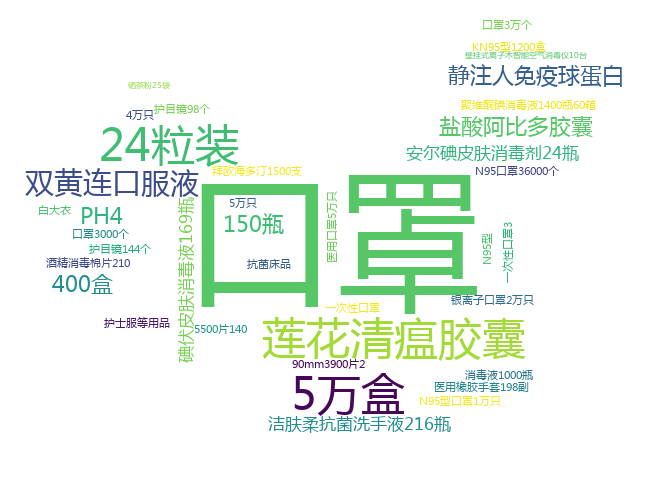 口罩3万个
KN95型1200盒
壁挂式离子木智能空气消毒仪10台
静注人免疫球蛋白
硒茶粉25袋
聚维酮碘消毒液1400瓶60箱
4万只
护目镜98个
盐酸阿比多胶囊
24粒装
安尔碘皮肤消毒剂24瓶
拜欧海多汀1500支
N95口罩36000个
双黄连口服液
口罩
5万只
白大衣
PH4
150瓶
碘伏皮肤消毒液169瓶
医用口罩5万只
口罩3000个
N95型
一次性口罩3
护目镜144个
酒精消毒棉片210
抗菌床品
400盒
银离子口罩2万只
一次性口罩
护士服等用品
5500片140
莲花清瘟胶囊
90mm3900片2
5万盒
消毒液1000瓶
医用橡胶手套198副
N95型口罩1万只
洁肤柔抗菌洗手液216瓶